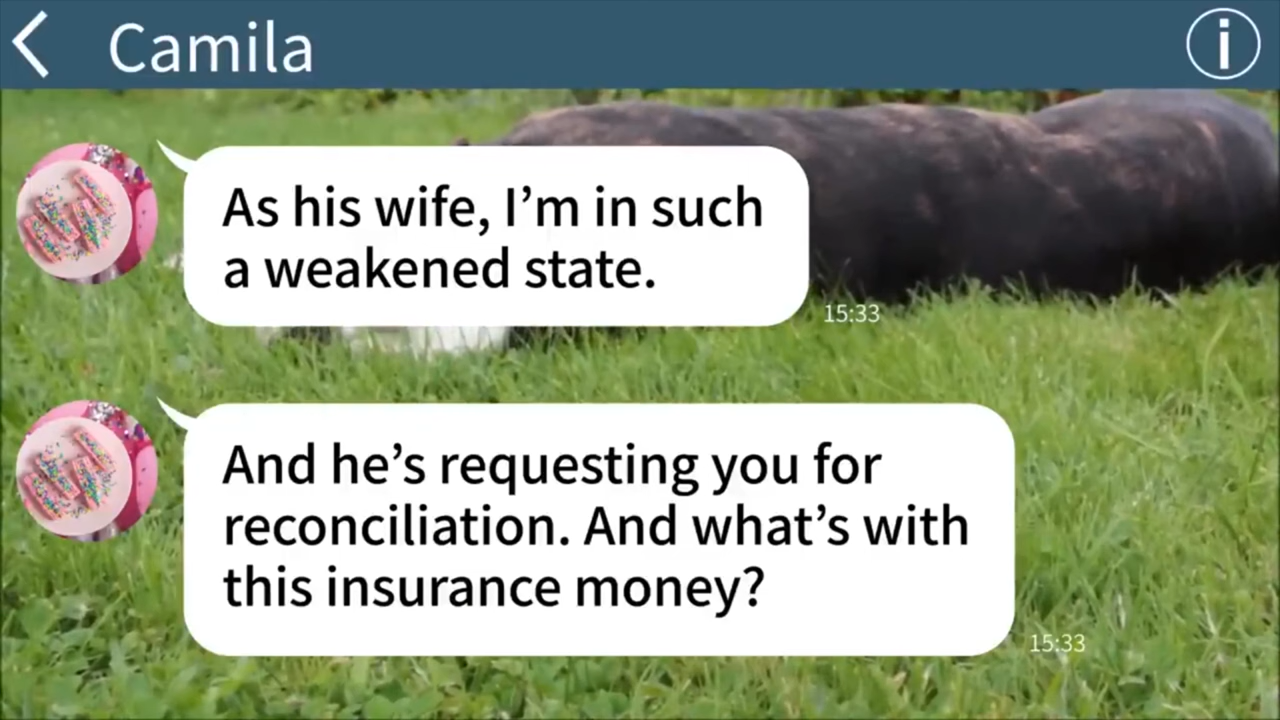 Camila
i
As his wife, I’m in such
a weakened state.
15:33
And he’s requesting you for
reconciliation. And what’s with
this insurance money?
15:33